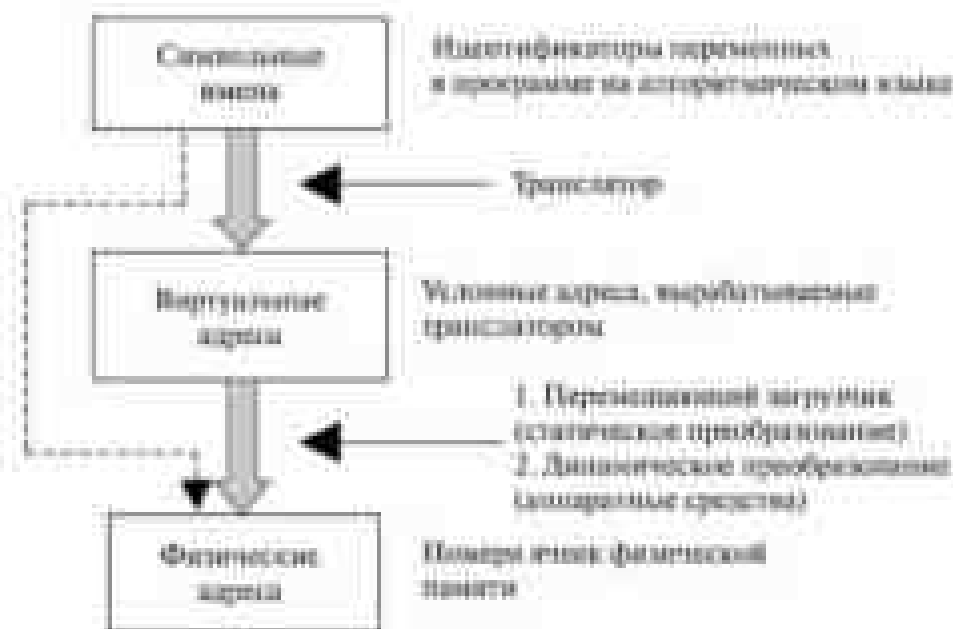 Символьные
имена
Идентификаторы переменных
в программе на алгоритмическом языке
Транслятор
Виртуальные
адреса
Условные адреса, вырабатываемые
транслятором
1. Перемещающий загрузчик
(статическое преобразование)
2. Динамическое преобразование
(аппаратные средства)
Физические
адреса
Номера ячеек физической
памяти